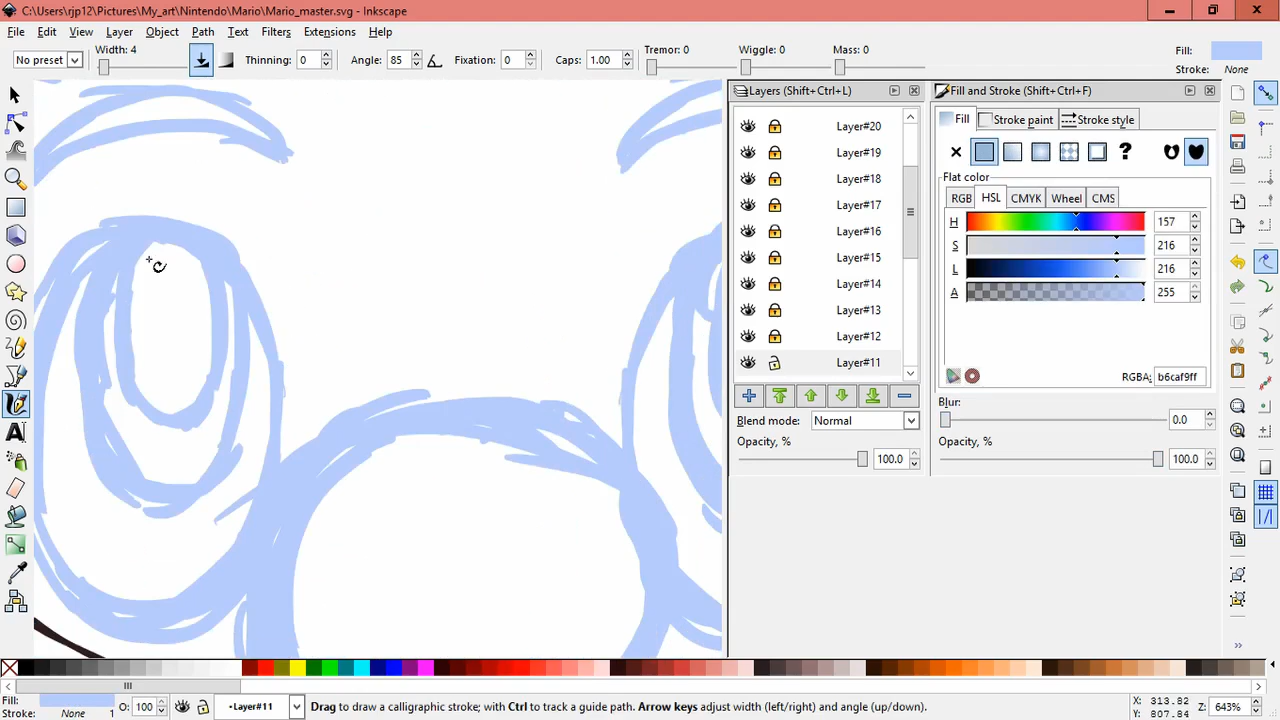 C:\Users\rjp12\Pictures\My_art\Nintendo\Mario\Mario_master.svg - Inkscape
File Edit View Layer Object Path Filters Text Extensions Help
No preset Width: 4 Thinning: 0 Angle: 85 Fixation: 0 Caps: 1.00 Tremor: 0 Wiggle: 0 Mass: 0 Fill:
Stroke: None
Layers (Shift+Ctrl+L)
Layer#20
Layer#19
Layer#18
Layer#17
Layer#16
Layer#15
Layer#14
Layer#13
Layer#12
Layer#11
Blend mode: Normal
Opacity, % 100.0
Fill and Stroke (Shift+Ctrl+F)
Fill Stroke paint Stroke style
?
Flat color
RGB HSL CMYK Wheel CMS
H 157
S 216
L 216
A 255
RGBA: b6caf9ff
Blur:
0.0
Opacity, %
100.0
Fill:
Stroke: None 1 O: 100 •Layer#11 Drag to draw a calligraphic stroke; with Ctrl to track a guide path. Arrow keys adjust width (left/right) and angle (up/down). X: 313.82
Y: 807.84 Z: 643%